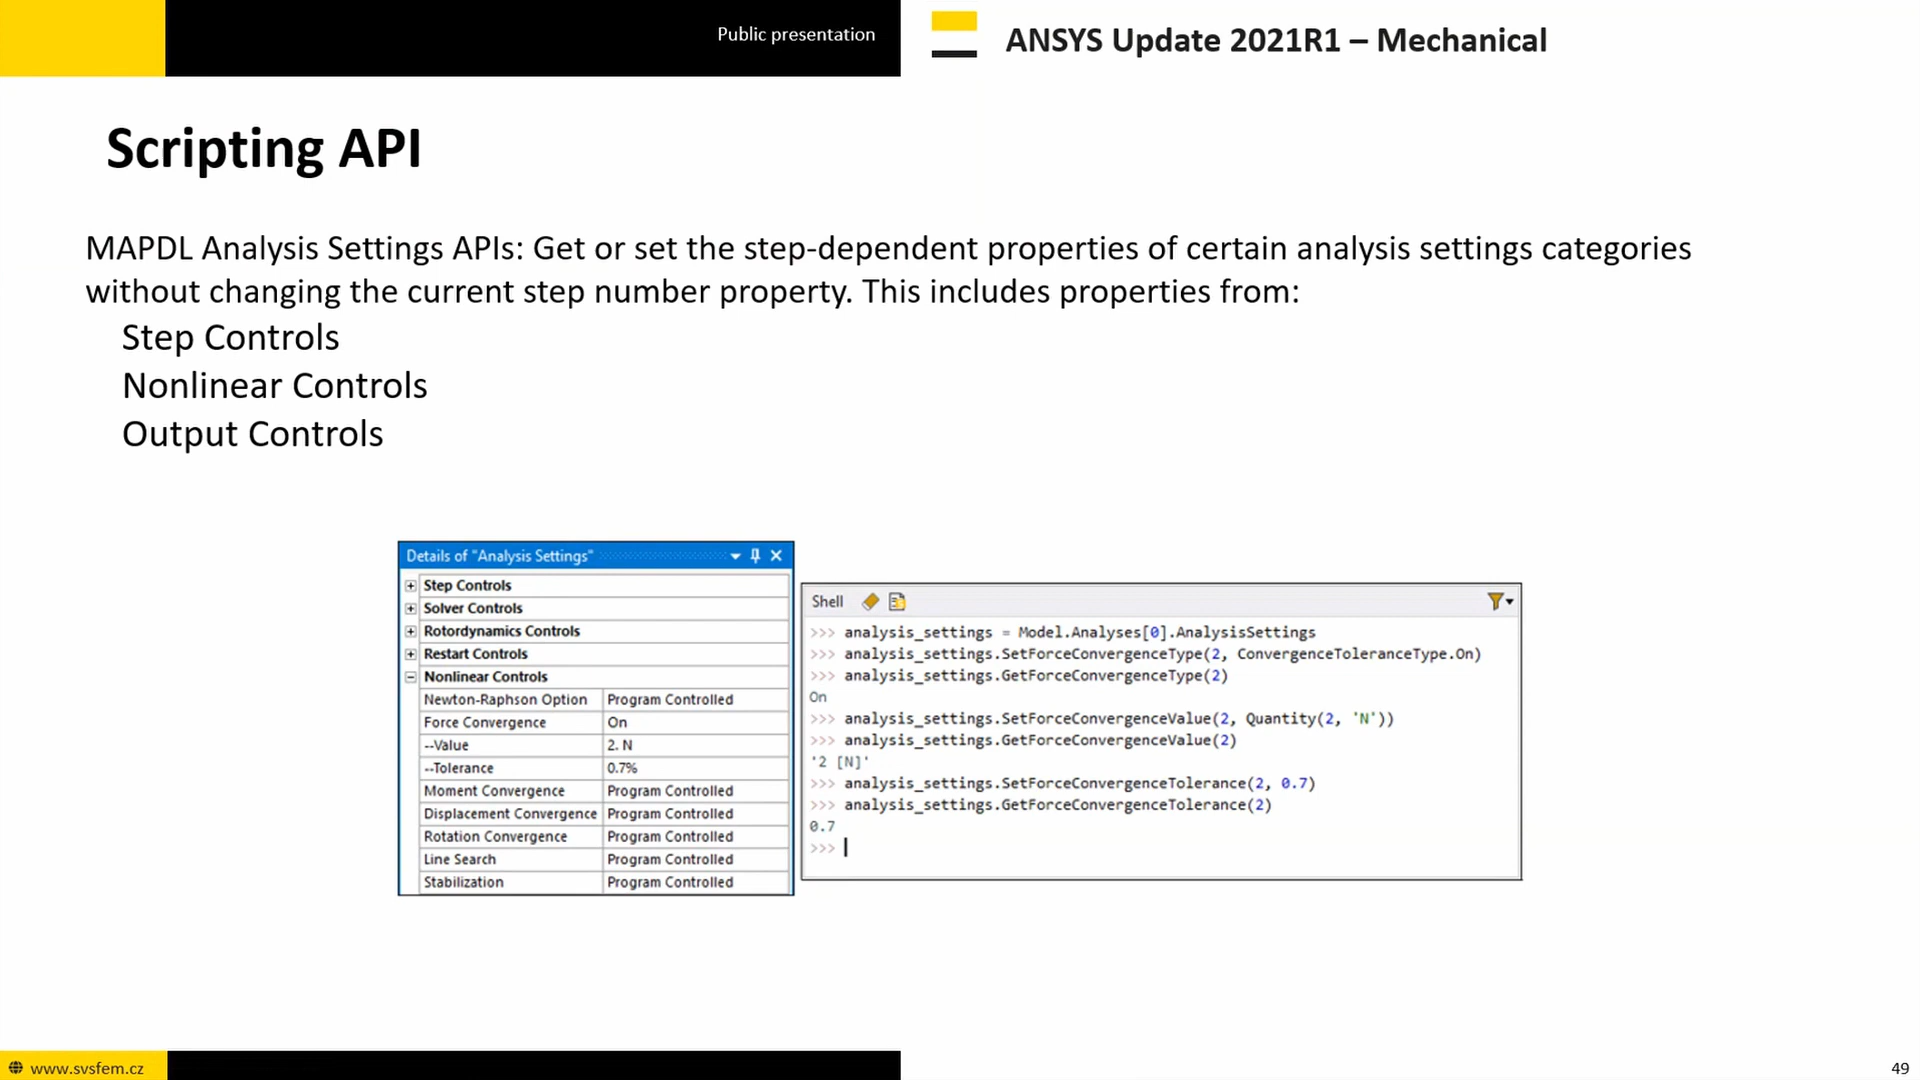 Public presentation
ANSYS Update 2021R1 – Mechanical
Scripting API
MAPDL Analysis Settings APIs: Get or set the step-dependent properties of certain analysis settings categories
without changing the current step number property. This includes properties from:
Step Controls
Nonlinear Controls
Output Controls
Details of "Analysis Settings"
Step Controls
Solver Controls
Rotordynamics Controls
Restart Controls
Nonlinear Controls
Newton-Raphson Option Program Controlled
Force Convergence On
--Value 2. N
--Tolerance 0.7%
Moment Convergence Program Controlled
Displacement Convergence Program Controlled
Rotation Convergence Program Controlled
Line Search Program Controlled
Stabilization Program Controlled
Shell
>>> analysis_settings = Model.Analyses[0].AnalysisSettings
>>> analysis_settings.SetForceConvergenceType(2, ConvergenceToleranceType.On)
>>> analysis_settings.GetForceConvergenceType(2)
On
>>> analysis_settings.SetForceConvergenceValue(2, Quantity(2, 'N'))
>>> analysis_settings.GetForceConvergenceValue(2)
'2 [N]'
>>> analysis_settings.SetForceConvergenceTolerance(2, 0.7)
>>> analysis_settings.GetForceConvergenceTolerance(2)
0.7
>>>
www.svsfem.cz
49